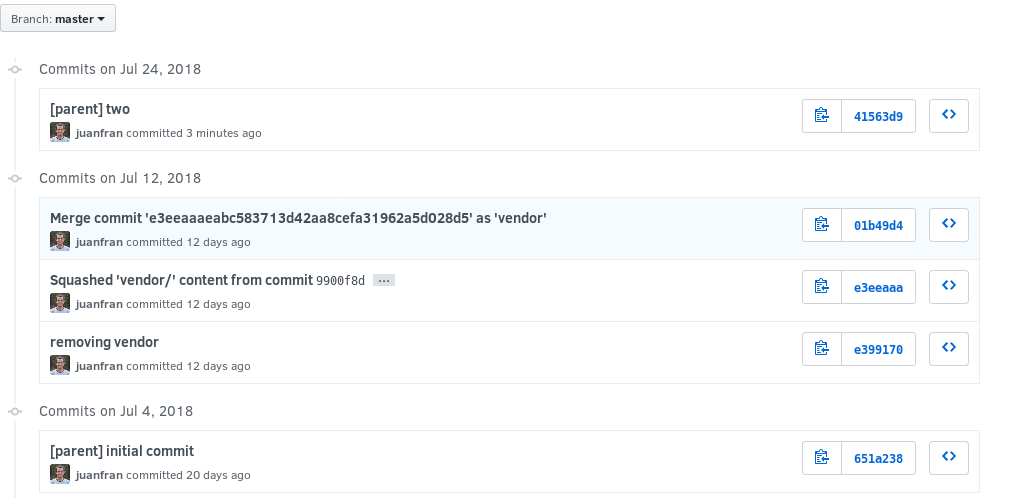 Branch: master
Commits on Jul 24, 2018
[parent] two
41563d9
juanfran committed 3 minutes ago
Commits on Jul 12, 2018
Merge commit 'e3eeaaaeabc583713d42aa8cefa31962a5d028d5' as 'vendor'
01b49d4
juanfran committed 12 days ago
Squashed 'vendor/' content from commit 9900f8d ...
e3eeaaa
juanfran committed 12 days ago
removing vendor
e399170
juanfran committed 12 days ago
Commits on Jul 4, 2018
[parent] initial commit
651a238
juanfran committed 20 days ago